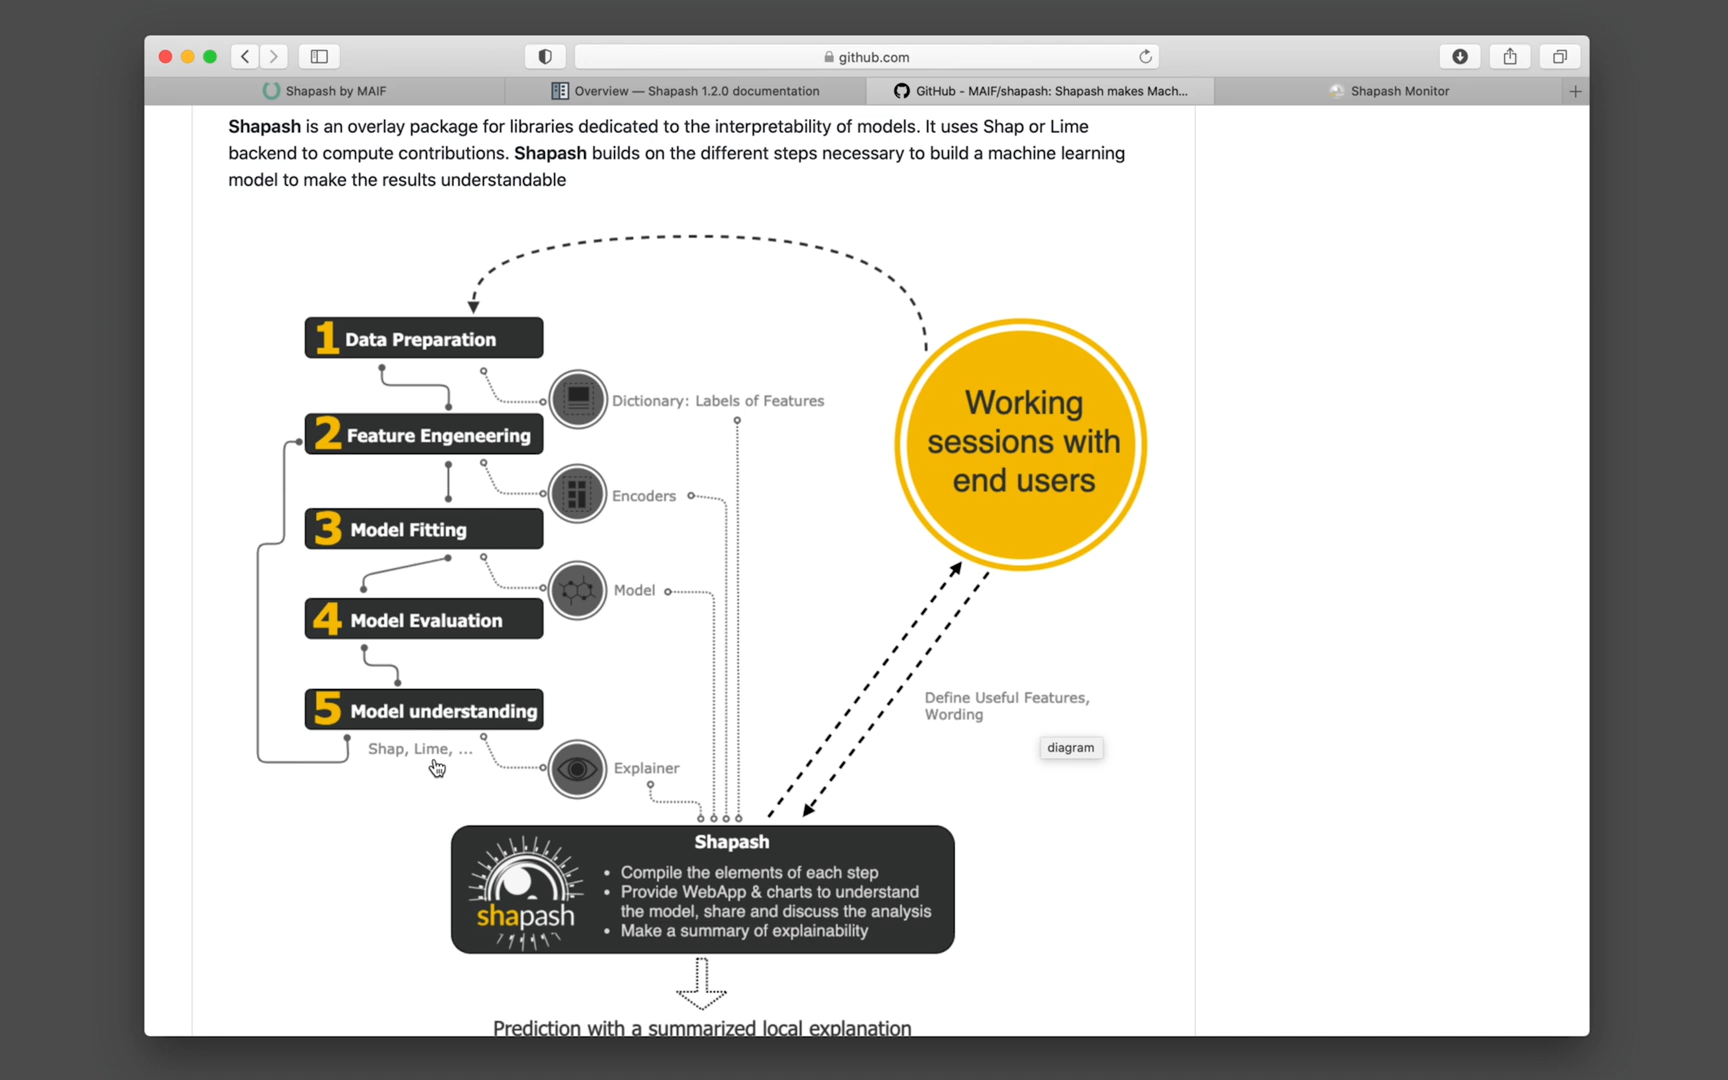 github.com
Shapash by MAIF
Overview — Shapash 1.2.0 documentation
GitHub - MAIF/shapash: Shapash makes Mach...
Shapash Monitor
Shapash is an overlay package for libraries dedicated to the interpretability of models. It uses Shap or Lime
backend to compute contributions. Shapash builds on the different steps necessary to build a machine learning
model to make the results understandable
1 Data Preparation
Dictionary: Labels of Features
2 Feature Engeneering
Encoders
3 Model Fitting
Model
4 Model Evaluation
5 Model understanding
Shap, Lime, ...
Explainer
Working
sessions with
end users
Define Useful Features,
Wording
diagram
Shapash
shapash
• Compile the elements of each step
• Provide WebApp & charts to understand
the model, share and discuss the analysis
• Make a summary of explainability
Prediction with a summarized local explanation